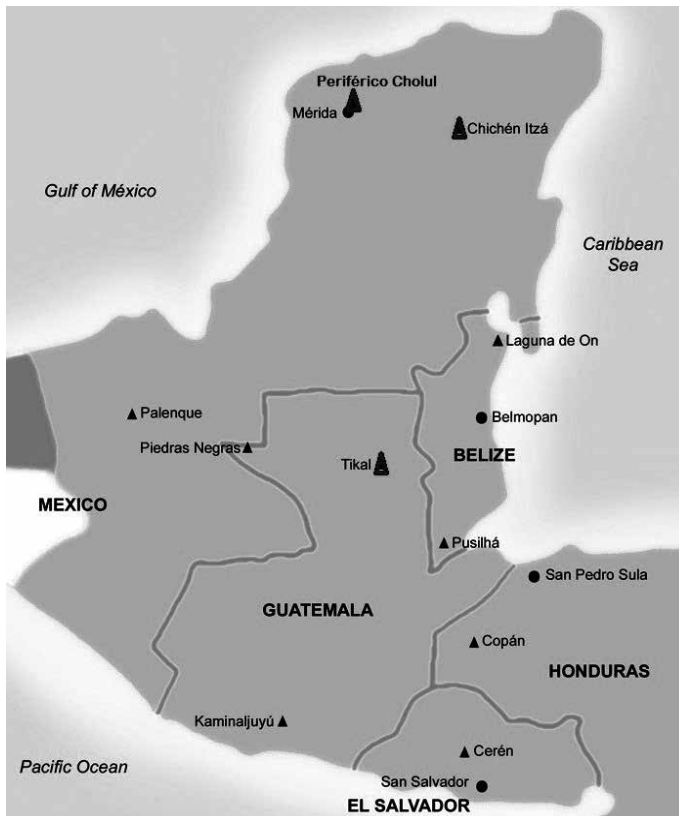 Periférico Cholul
Mérida
Chichén Itzá
Gulf of México
Caribbean
Sea
Laguna de On
Palenque
Belmopan
Piedras Negras
Tikal
BELIZE
MEXICO
Pusilhá
San Pedro Sula
GUATEMALA
Copán
HONDURAS
Kaminaljuyú
Cerén
Pacific Ocean
San Salvador
EL SALVADOR